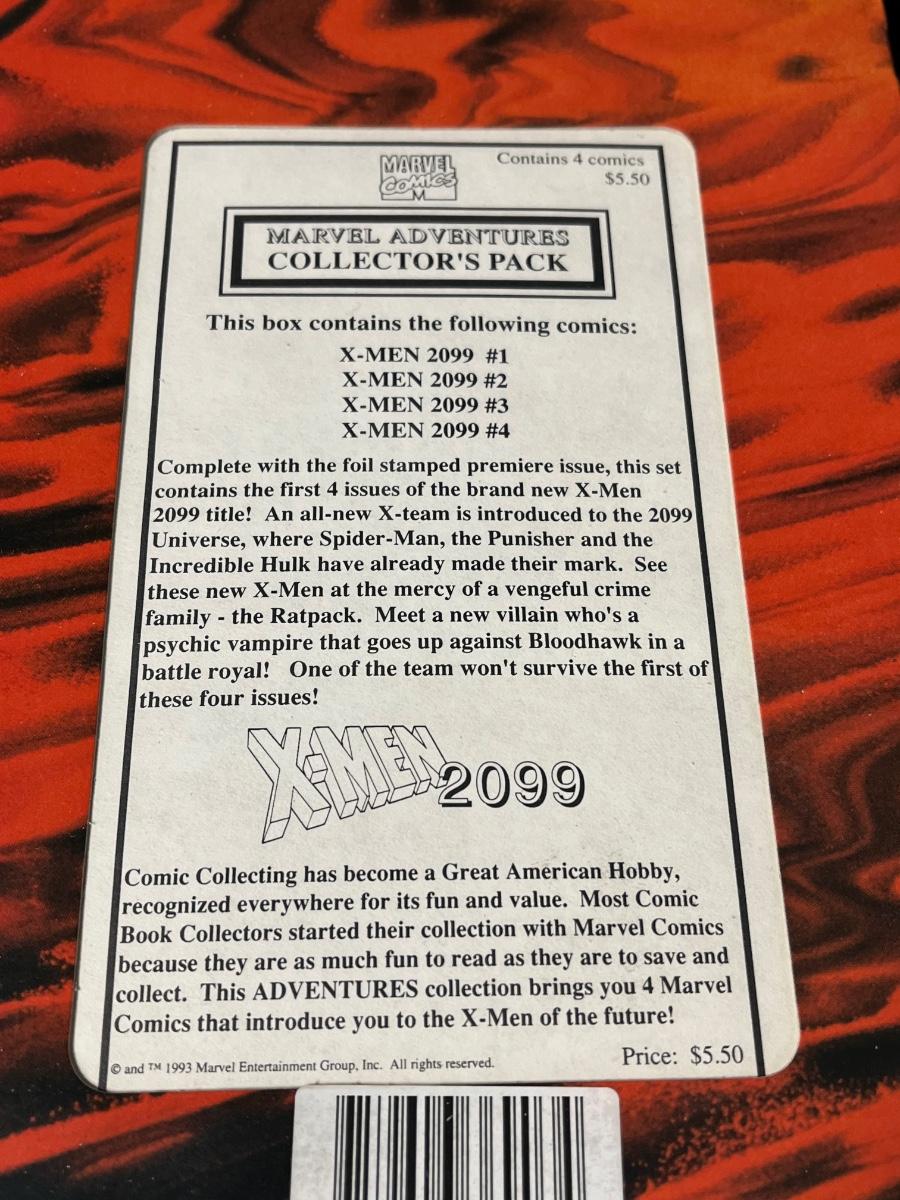 MARVEL
COMICS
M
Contains 4 comics
$5.50
MARVEL ADVENTURES
COLLECTOR'S PACK
This box contains the following comics:
X-MEN 2099 #1
X-MEN 2099 #2
X-MEN 2099 #3
X-MEN 2099 #4
Complete with the foil stamped premiere issue, this set
contains the first 4 issues of the brand new X-Men
2099 title! An all-new X-team is introduced to the 2099
Universe, where Spider-Man, the Punisher and the
Incredible Hulk have already made their mark. See
these new X-Men at the mercy of a vengeful crime
family - the Ratpack. Meet a new villain who's a
psychic vampire that goes up against Bloodhawk in a
battle royal! One of the team won't survive the first of
these four issues!
X-MEN 2099
Comic Collecting has become a Great American Hobby,
recognized everywhere for its fun and value. Most Comic
Book Collectors started their collection with Marvel Comics
because they are as much fun to read as they are to save and
collect. This ADVENTURES collection brings you 4 Marvel
Comics that introduce you to the X-Men of the future!
© and ™ 1993 Marvel Entertainment Group, Inc. All rights reserved.
Price: $5.50